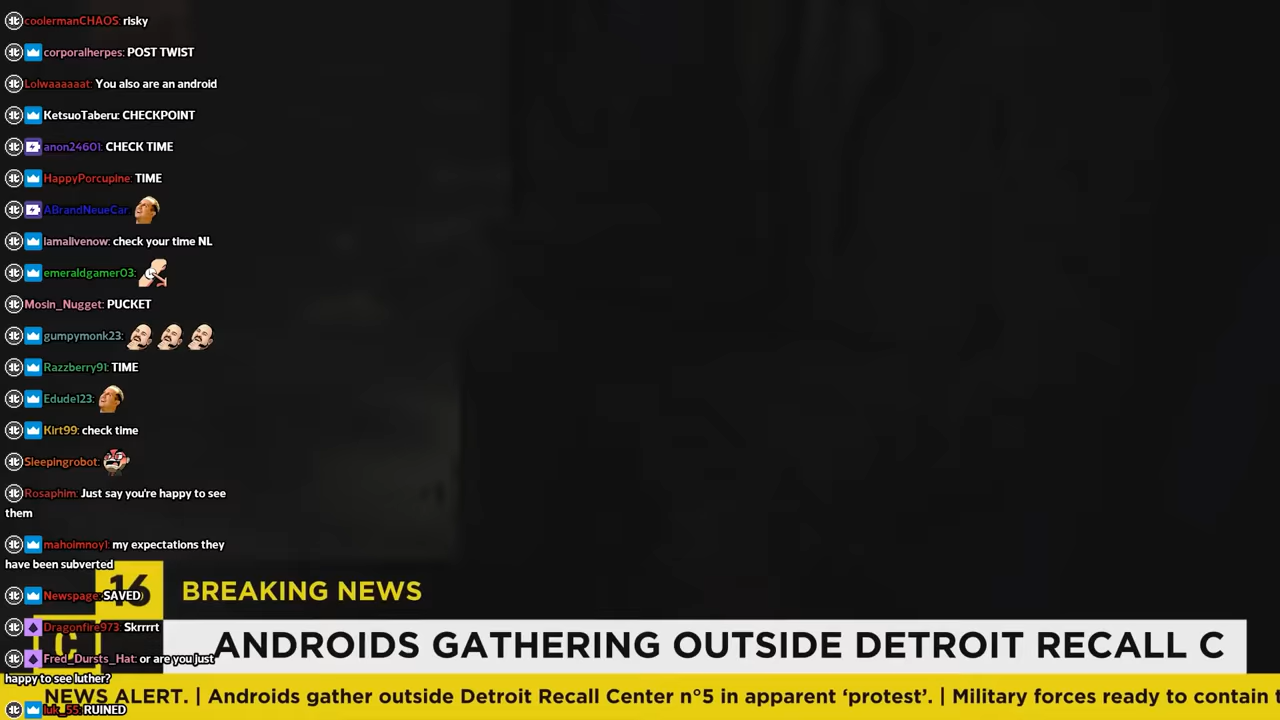 coolermanCHAOS: risky
corporalherpes: POST TWIST
Lolwaaaaaat: You also are an android
KetsuoTaberu: CHECKPOINT
anon24601: CHECK TIME
HappyPorcupine: TIME
ABrandNeueCar:
Iamalivenow: check your time NL
emeraldgamer03:
Mosin_Nugget: PUCKET
gumpymonk23:
Razzberry91: TIME
Edude123:
Kirt99: check time
Sleepingrobot:
Rosaphim: Just say you're happy to see
them
mahoimnoy1: my expectations they
have been subverted
16
BREAKING NEWS
Newspage: SAVED
Dragonfire973: Skrrrrt
C
ANDROIDS GATHERING OUTSIDE DETROIT RECALL C
Fred_Dursts_Hat: or are you just
happy to see luther?
NEWS ALERT. | Androids gather outside Detroit Recall Center n°5 in apparent ‘protest’. | Military forces ready to contain t
luk_55: RUINED